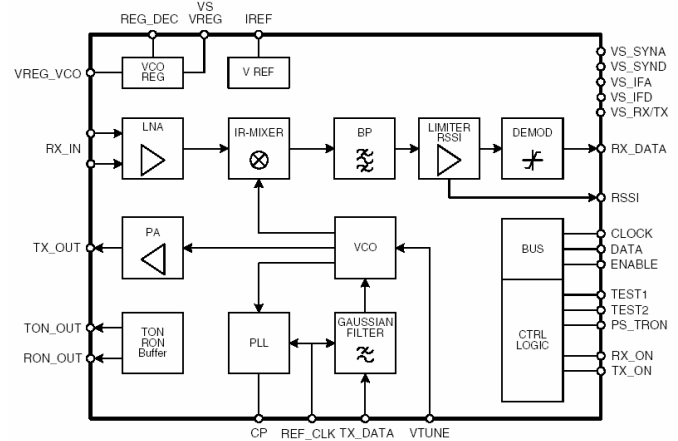 VS
REG_DEC VREG IREF
VREG_VCO
VCO
REG
V REF
VS_SYNA
VS_SYND
VS_IFA
VS_IFD
VS_RX/TX
RX_IN
LNA
IR-MIXER
BP
LIMITER
RSSI
DEMOD
RX_DATA
RSSI
TX_OUT
PA
VCO
BUS
CLOCK
DATA
ENABLE
TON_OUT
RON_OUT
TON
RON
Buffer
PLL
GAUSSIAN
FILTER
CTRL
LOGIC
TEST1
TEST2
PS_TRON
RX_ON
TX_ON
CP REF_CLK TX_DATA VTUNE